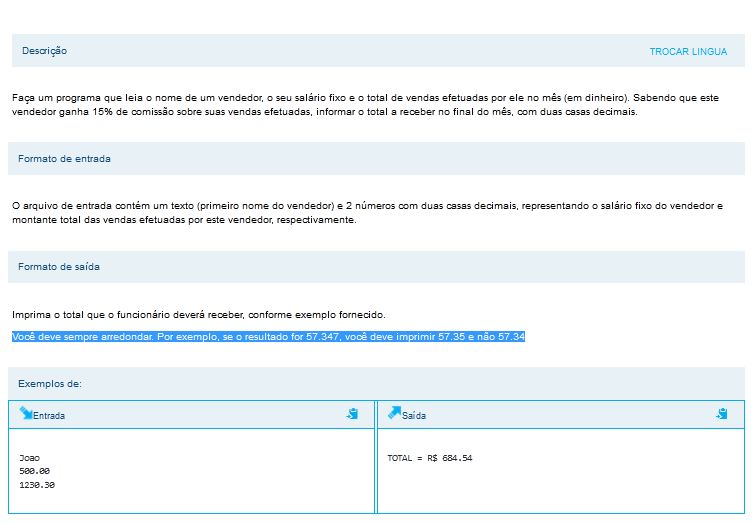 Descrição
TROCAR LINGUA
Faça um programa que leia o nome de um vendedor, o seu salário fixo e o total de vendas efetuadas por ele no mês (em dinheiro). Sabendo que este
vendedor ganha 15% de comissão sobre suas vendas efetuadas, informar o total a receber no final do mês, com duas casas decimais.
Formato de entrada
O arquivo de entrada contém um texto (primeiro nome do vendedor) e 2 números com duas casas decimais, representando o salário fixo do vendedor e
montante total das vendas efetuadas por este vendedor, respectivamente.
Formato de saída
Imprima o total que o funcionário deverá receber, conforme exemplo fornecido.
Você deve sempre arredondar. Por exemplo, se o resultado for 57.347, você deve imprimir 57.35 e não 57.34
Exemplos de:
Entrada
Joao
500.00
1230.30
Saída
TOTAL = R$ 684.54